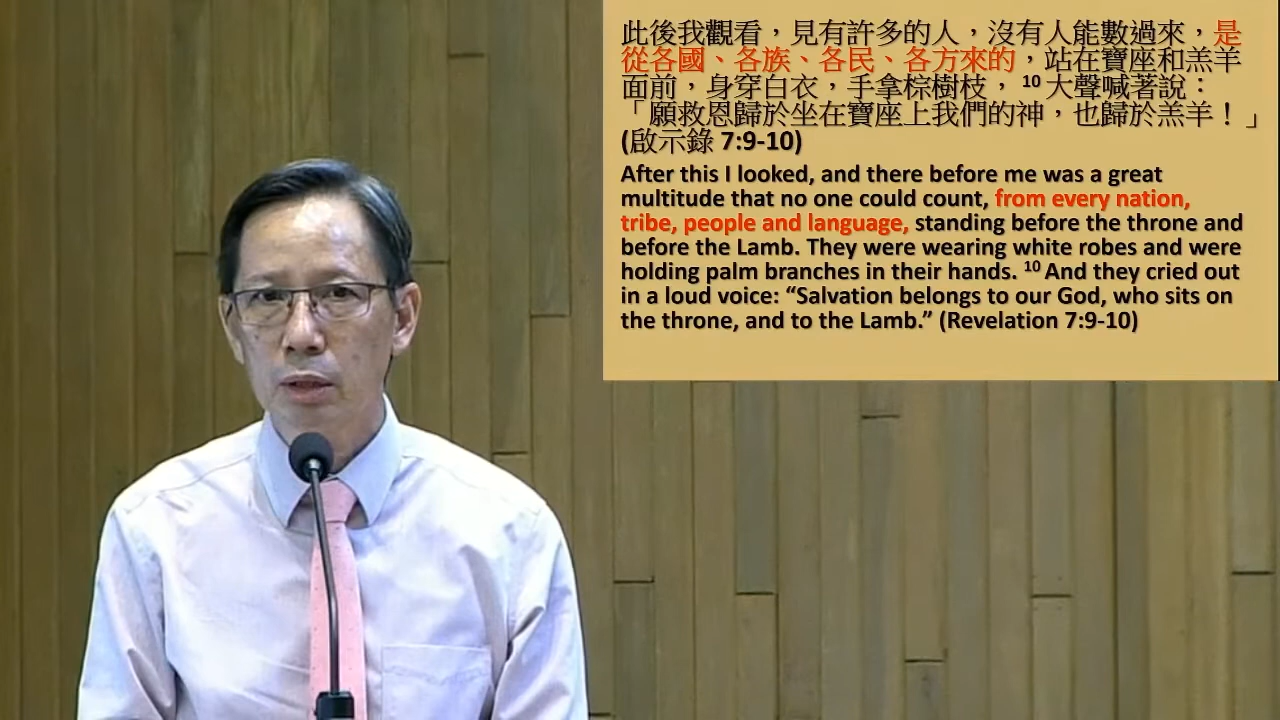 此後我觀看，見有許多的人，沒有人能數過來，是
從各國、各族、各民、各方來的，站在寶座和羔羊
面前，身穿白衣，手拿棕樹枝， 10 大聲喊著說：
「願救恩歸於坐在寶座上我們的神，也歸於羔羊！」
(啟示錄 7:9-10)
After this I looked, and there before me was a great
multitude that no one could count, from every nation,
tribe, people and language, standing before the throne and
before the Lamb. They were wearing white robes and were
holding palm branches in their hands. 10 And they cried out
in a loud voice: “Salvation belongs to our God, who sits on
the throne, and to the Lamb.” (Revelation 7:9-10)